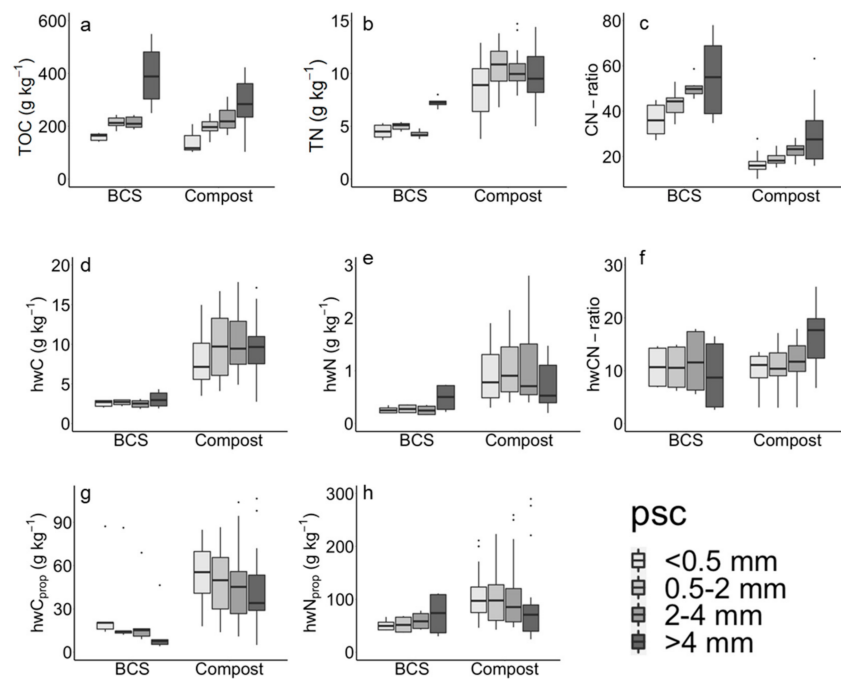 a
TOC (g kg⁻¹)
600
400
200
0
BCS Compost
b
TN (g kg⁻¹)
15
10
5
0
BCS Compost
c
CN−ratio
80
60
40
20
BCS Compost
d
hwC (g kg⁻¹)
20
15
10
5
0
BCS Compost
e
hwN (g kg⁻¹)
3
2
1
0
BCS Compost
f
hwCN−ratio
30
20
10
0
BCS Compost
g
hwCprop (g kg⁻¹)
90
60
30
0
BCS Compost
h
hwNprop (g kg⁻¹)
300
200
100
0
BCS Compost
psc
<0.5 mm
0.5-2 mm
2-4 mm
>4 mm